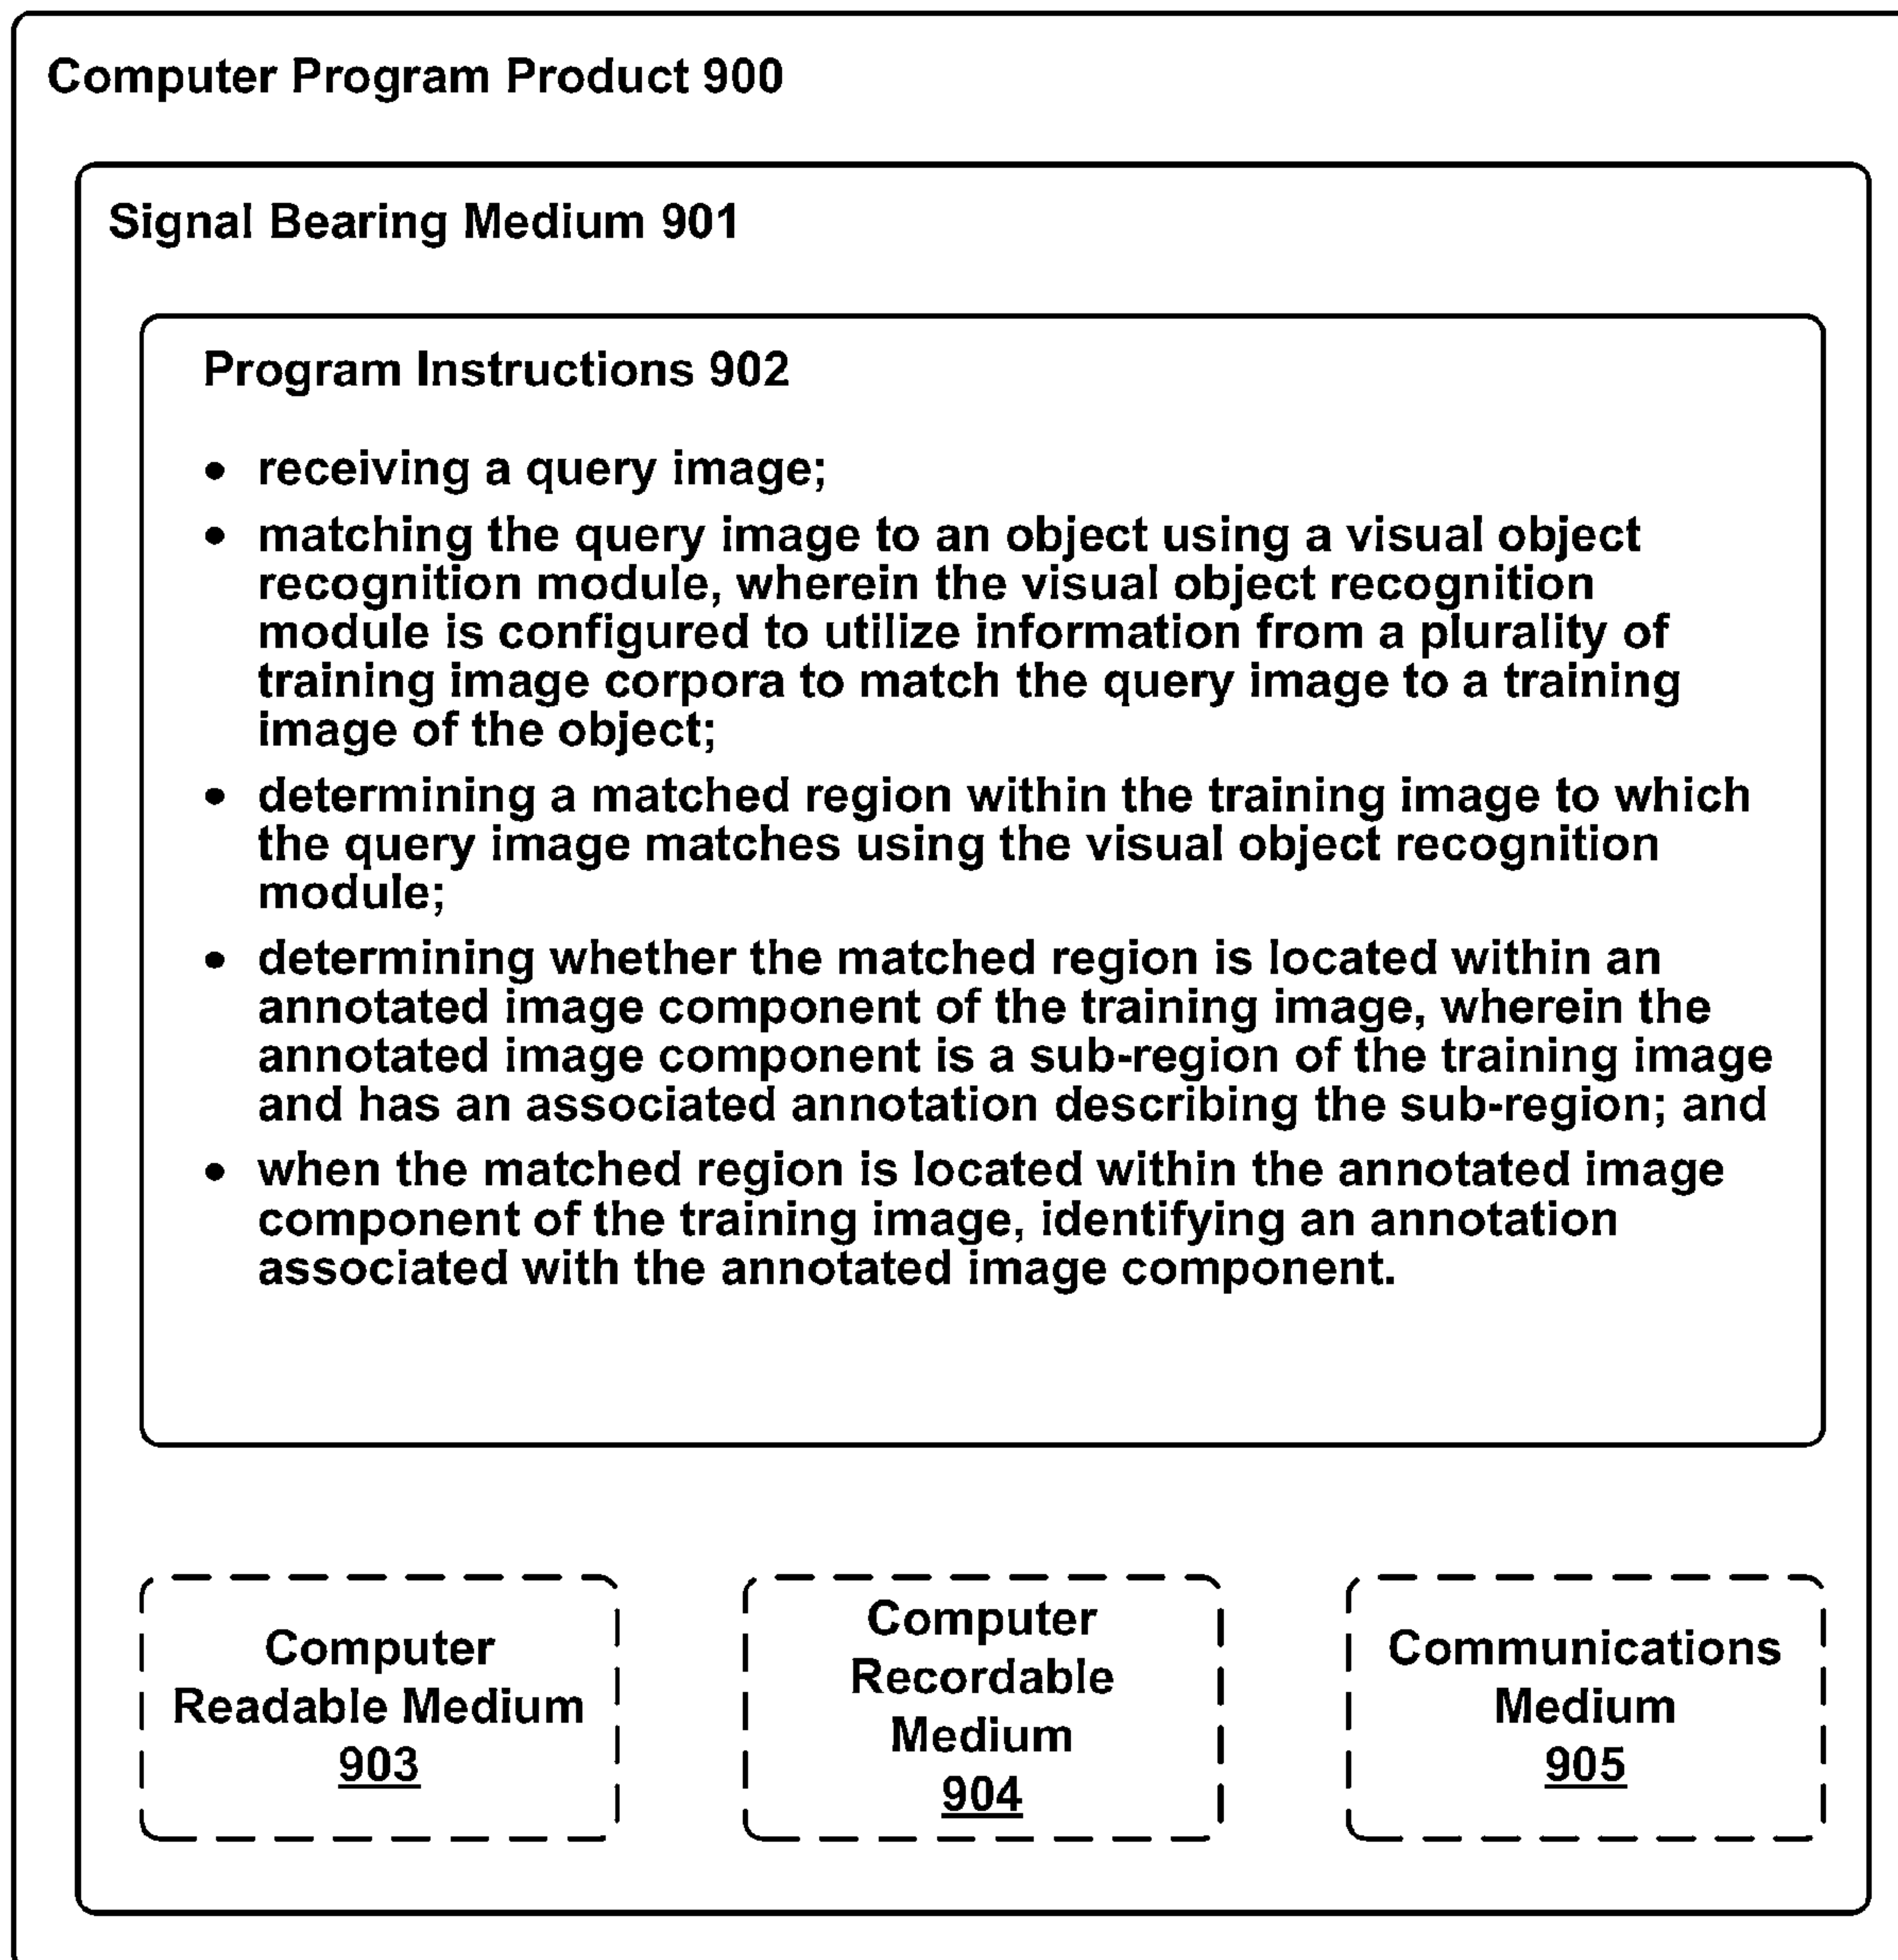 Computer Program Product 900
Signal Bearing Medium 901
Program Instructions 902
• receiving a query image;
• matching the query image to an object using a visual object
recognition module, wherein the visual object recognition
module is configured to utilize information from a plurality of
training image corpora to match the query image to a training
image of the object;
• determining a matched region within the training image to which
the query image matches using the visual object recognition
module;
• determining whether the matched region is located within an
annotated image component of the training image, wherein the
annotated image component is a sub-region of the training image
and has an associated annotation describing the sub-region; and
• when the matched region is located within the annotated image
component of the training image, identifying an annotation
associated with the annotated image component.
Computer
Readable Medium
903
Computer
Recordable
Medium
904
Communications
Medium
905